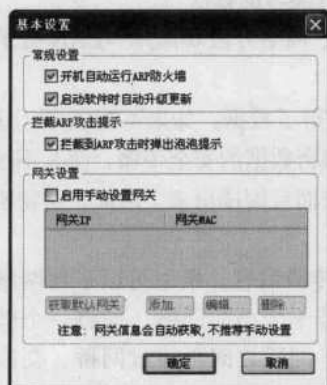 基本设置
常规设置
开机自动运行ARP防火墙
启动软件时自动升级更新
拦截ARP攻击提示
拦截到ARP攻击时弹出泡泡提示
网关设置
启用手动设置网关
网关IP 网关MAC
获取默认网关 添加... 编辑... 删除...
注意: 网关信息会自动获取,不推荐手动设置
确定 取消